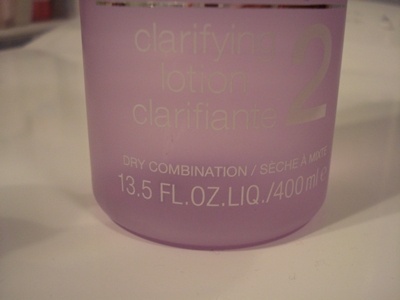 clarifying
lotion 2
clarifiante
DRY COMBINATION / SÈCHE À MIXTE
13.5 FL.OZ.LIQ./400 ml e